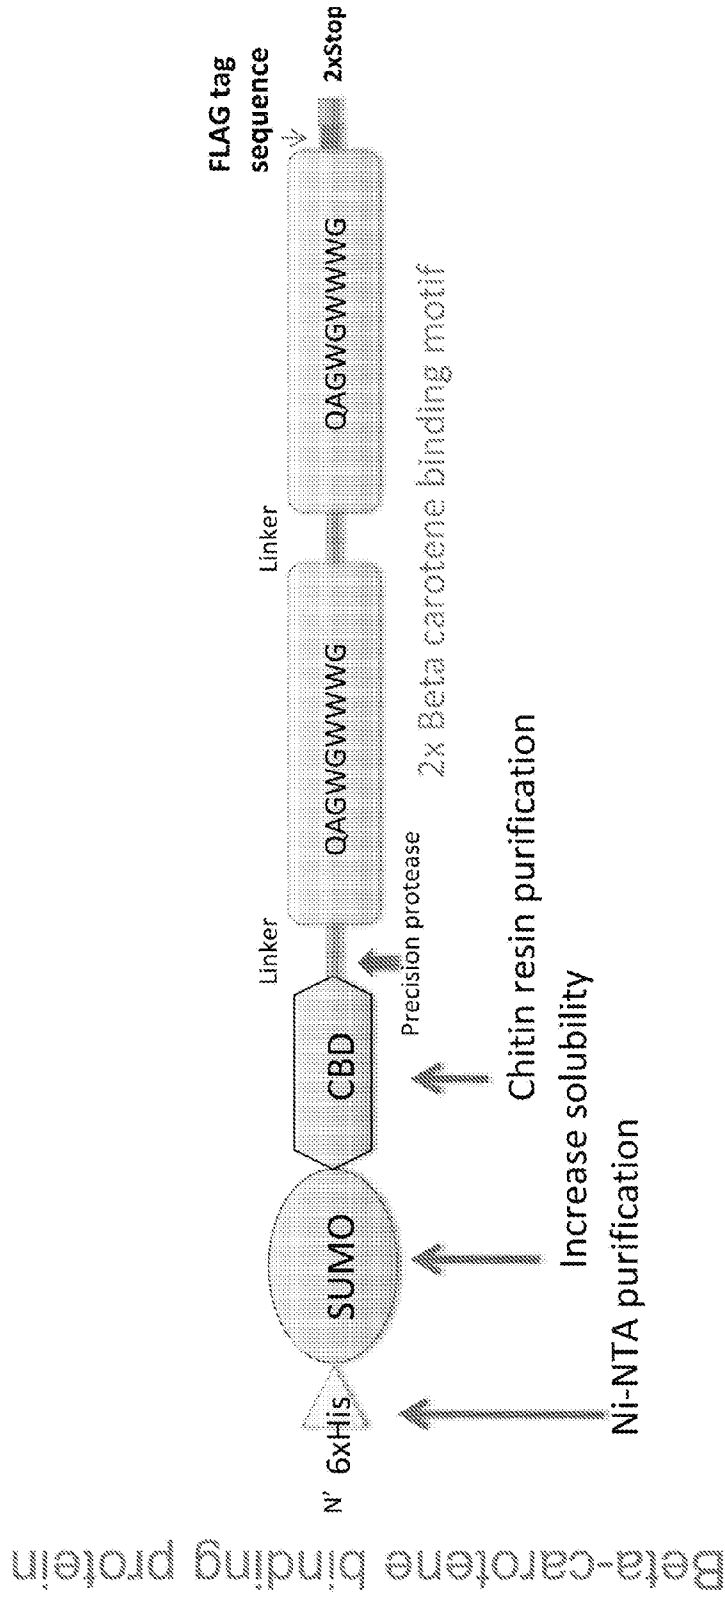 Beta-carotene binding protein
FLAG tag
sequence
Linker
Linker
N' 6xHis
SUMO
CBD
QAGWGWWWG
QAGWGWWWG
2xStop
Precision protease
2x Beta carotene binding motif
Chitin resin purification
Increase solubility
Ni-NTA purification